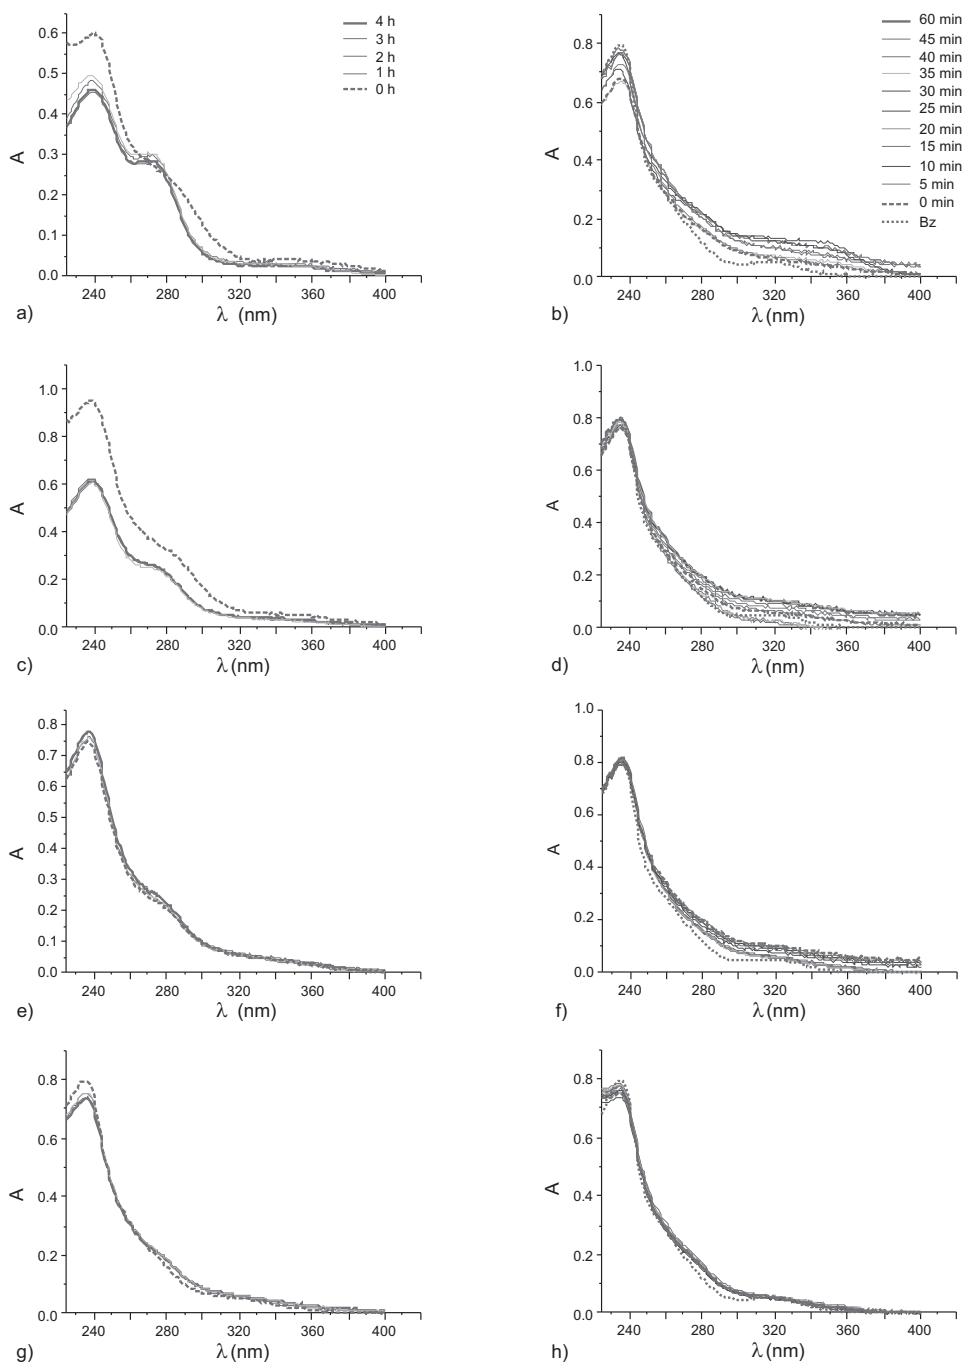 0.6
0.5
0.4
0.3
0.2
0.1
0.0
A
240 280 320 360 400
a)
λ (nm)
4 h
3 h
2 h
1 h
0 h
0.8
0.6
0.4
0.2
0.0
A
240 280 320 360 400
b)
λ (nm)
60 min
45 min
40 min
35 min
30 min
25 min
20 min
15 min
10 min
5 min
0 min
Bz
1.0
0.8
0.6
0.4
0.2
0.0
A
240 280 320 360 400
c)
λ (nm)
1.0
0.8
0.6
0.4
0.2
0.0
A
240 280 320 360 400
d)
λ (nm)
0.8
0.7
0.6
0.5
0.4
0.3
0.2
0.1
0.0
A
240 280 320 360 400
e)
λ (nm)
1.0
0.8
0.6
0.4
0.2
0.0
A
240 280 320 360 400
f)
λ (nm)
0.8
0.6
0.4
0.2
0.0
A
240 280 320 360 400
g)
λ (nm)
0.8
0.6
0.4
0.2
0.0
A
240 280 320 360 400
h)
λ (nm)